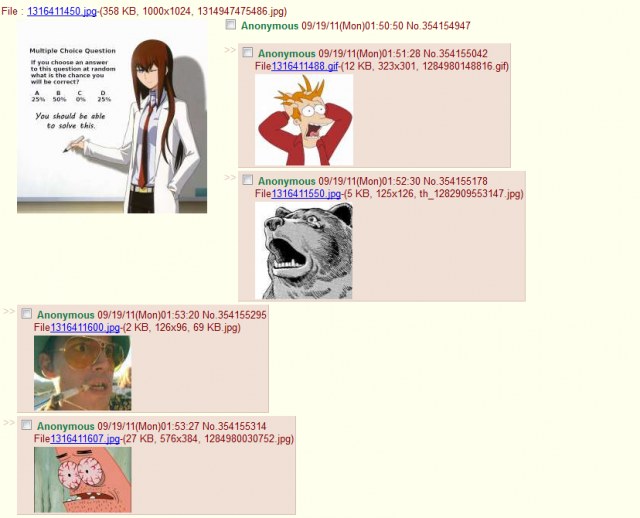 File : 1316411450.jpg-(358 KB, 1000x1024, 1314947475486.jpg)
Anonymous 09/19/11(Mon)01:50:50 No.354154947
Multiple Choice Question
If you choose an answer
to this question at random
what is the chance you
will be correct?
A B C D
25% 50% 0% 25%
You should be able
to solve this.
>> Anonymous 09/19/11(Mon)01:51:28 No.354155042
File1316411488.gif-(12 KB, 323x301, 1284980148816.gif)
>> Anonymous 09/19/11(Mon)01:52:30 No.354155178
File1316411550.jpg-(5 KB, 125x126, th_1282909553147.jpg)
>> Anonymous 09/19/11(Mon)01:53:20 No.354155295
File1316411600.jpg-(2 KB, 126x96, 69 KB.jpg)
>> Anonymous 09/19/11(Mon)01:53:27 No.354155314
File1316411607.jpg-(27 KB, 576x384, 1284980030752.jpg)